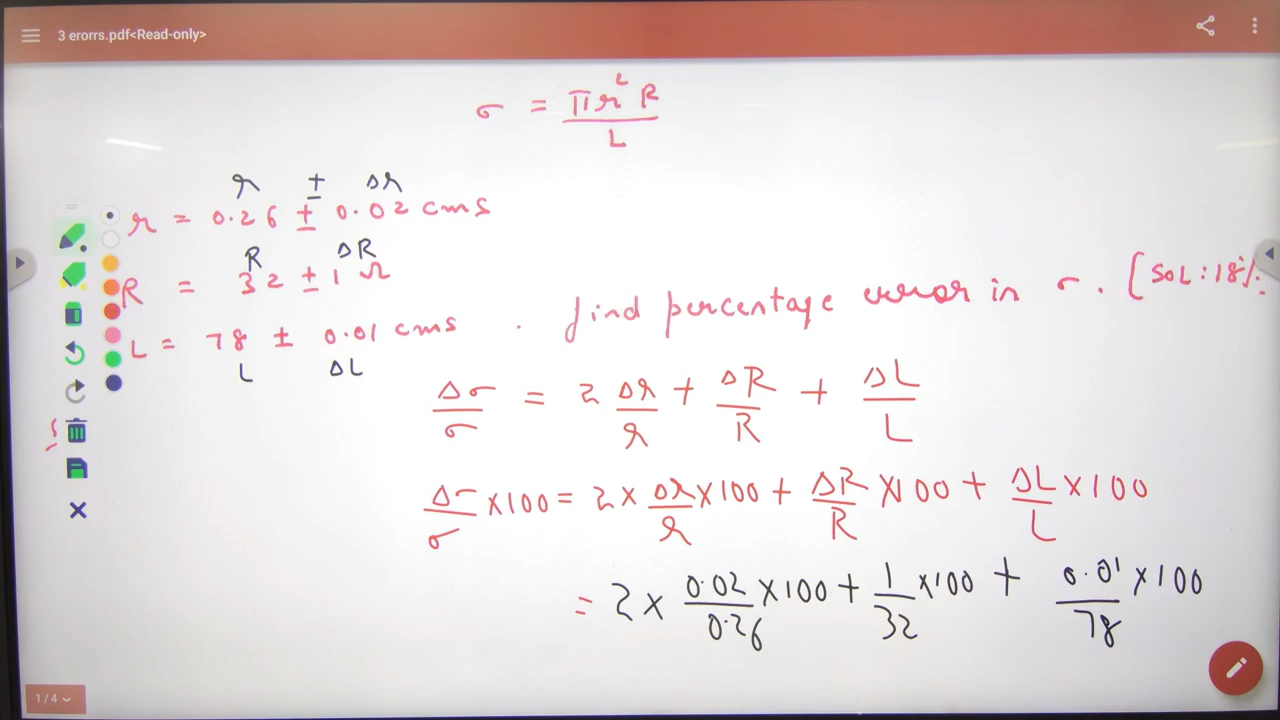 3 erorrs.pdf<Read-only>
σ = πr² R / L
r ± Δr
r = 0.26 ± 0.02 cms
R ΔR
R = 32 ± 1 Ω
L = 78 ± 0.01 cms . find percentage error in σ. [SOL: 18%.
L ΔL
Δσ/σ = 2 Δr/r + ΔR/R + ΔL/L
Δσ/σ ×100 = 2 × Δr/r ×100 + ΔR/R ×100 + ΔL/L ×100
= 2 × 0.02/0.26 ×100 + 1/32 ×100 + 0.01/78 ×100
1 / 4